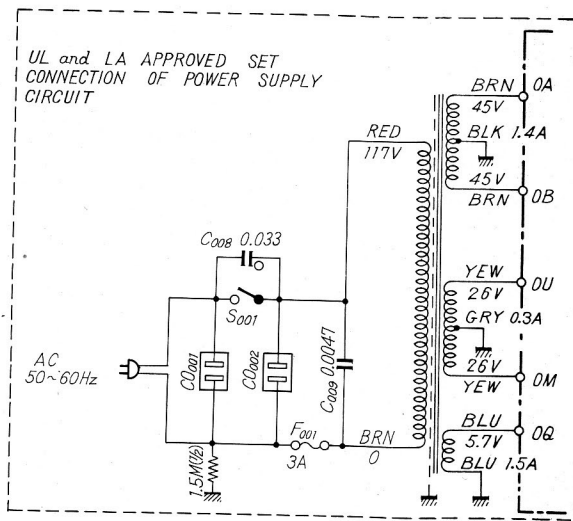 UL and LA APPROVED SET
CONNECTION OF POWER SUPPLY
CIRCUIT
BRN
0A
45V
BLK 1.4A
45V
BRN
0B
RED
117V
C008 0.033
S001
YEW
0U
26V
GRY 0.3A
26V
YEW
0M
AC
50~60Hz
CO001
CO002
C009 0.0047
F001
3A
BRN
0
1.5M(½)
BLU
0Q
5.7V
BLU 1.5A